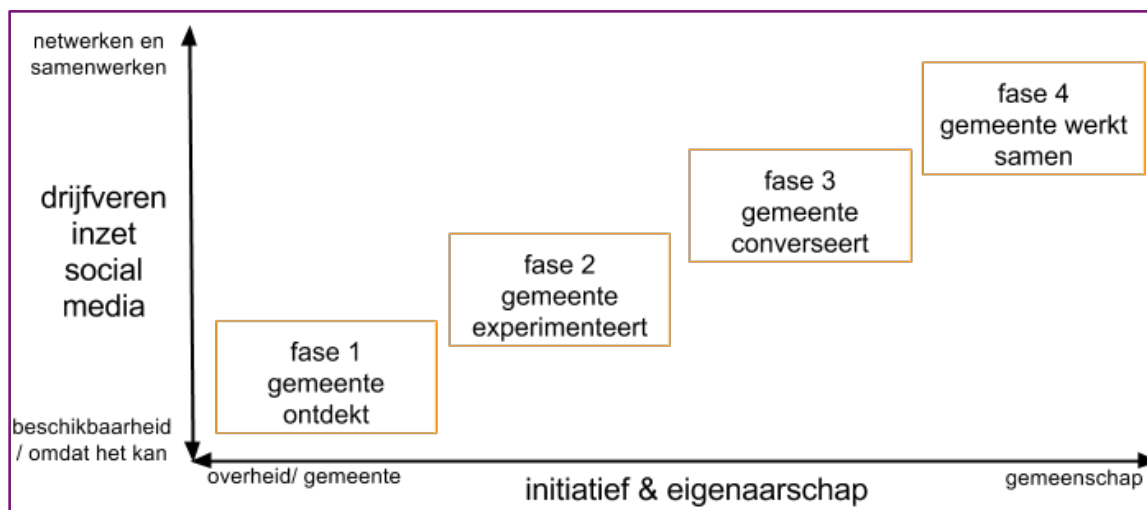 netwerken en
samenwerken
drijfveren
inzet
social
media
beschikbaarheid
/ omdat het kan
fase 1
gemeente
ontdekt
fase 2
gemeente
experimenteert
fase 3
gemeente
converseert
fase 4
gemeente werkt
samen
overheid/ gemeente
initiatief & eigenaarschap
gemeenschap